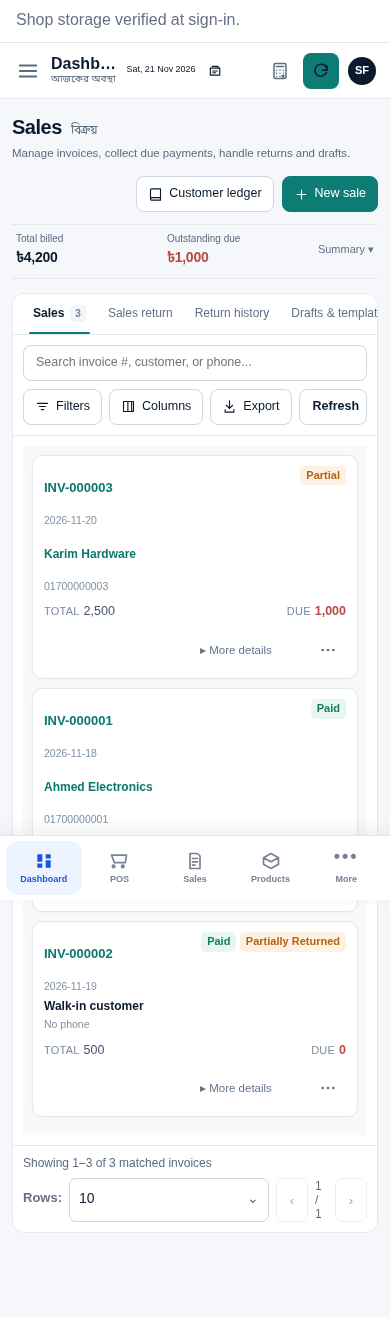 Shop storage verified at sign-in.
Dashb...
আজকের অবস্থা
Sat, 21 Nov 2026
SF
Sales বিক্রয়
Manage invoices, collect due payments, handle returns and drafts.
Customer ledger
+ New sale
Total billed
৳4,200
Outstanding due
৳1,000
Summary ▾
Sales 3 Sales return Return history Drafts & templat
Search invoice #, customer, or phone...
Filters Columns Export Refresh
Partial
INV-000003
2026-11-20
Karim Hardware
01700000003
TOTAL 2,500 DUE 1,000
▸ More details ···
Paid
INV-000001
2026-11-18
Ahmed Electronics
01700000001
Dashboard POS Sales Products More
Paid Partially Returned
INV-000002
2026-11-19
Walk-in customer
No phone
TOTAL 500 DUE 0
▸ More details ···
Showing 1–3 of 3 matched invoices
Rows: 10 ‹ 1 / 1 ›